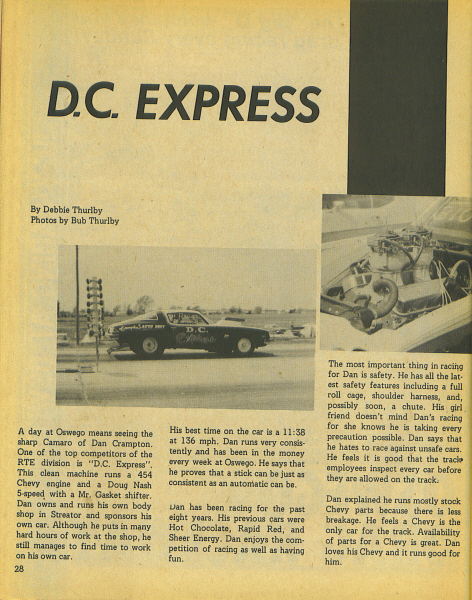 D.C. EXPRESS
By Debbie Thurlby
Photos by Bub Thurlby
D.C.
Express
A day at Oswego means seeing the
sharp Camaro of Dan Crampton.
One of the top competitors of the
RTE division is "D.C. Express".
This clean machine runs a 454
Chevy engine and a Doug Nash
5-speed with a Mr. Gasket shifter.
Dan owns and runs his own body
shop in Streator and sponsors his
own car. Although he puts in many
hard hours of work at the shop, he
still manages to find time to work
on his own car.
28
His best time on the car is a 11:38
at 136 mph. Dan runs very consis-
tently and has been in the money
every week at Oswego. He says that
he proves that a stick can be just as
consistent as an automatic can be.
Dan has been racing for the past
eight years. His previous cars were
Hot Chocolate, Rapid Red, and
Sheer Energy. Dan enjoys the com-
petition of racing as well as having
fun.
The most important thing in racing
for Dan is safety. He has all the lat-
est safety features including a full
roll cage, shoulder harness, and,
possibly soon, a chute. His girl
friend doesn't mind Dan's racing
for she knows he is taking every
precaution possible. Dan says that
he hates to race against unsafe cars.
He feels it is good that the track
employees inspect every car before
they are allowed on the track.
Dan explained he runs mostly stock
Chevy parts because there is less
breakage. He feels a Chevy is the
only car for the track. Availability
of parts for a Chevy is great. Dan
loves his Chevy and it runs good for
him.